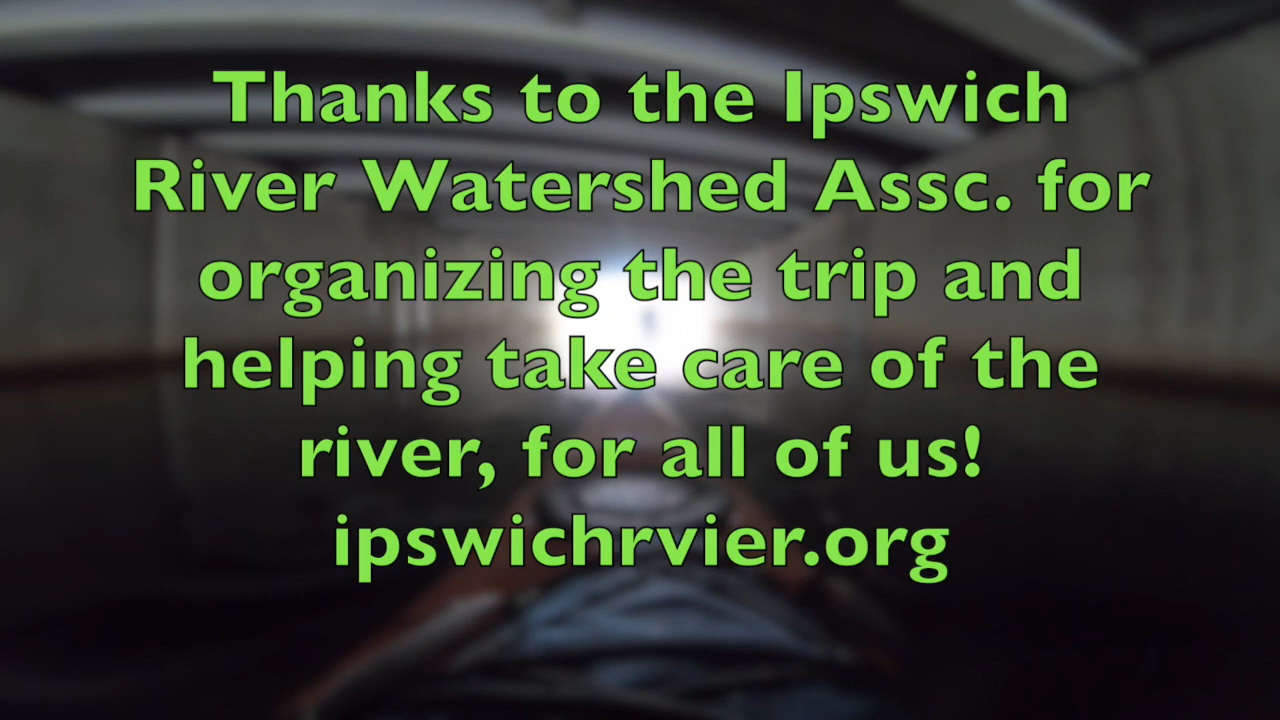 Thanks to the Ipswich
River Watershed Assc. for
organizing the trip and
helping take care of the
river, for all of us!
ipswichrvier.org